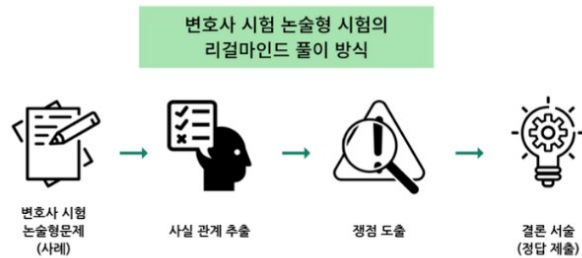 변호사 시험 논술형 시험의
리걸마인드 풀이 방식
변호사 시험
논술형문제
(사례)
사실 관계 추출
쟁점 도출
결론 서술
(정답 제출)